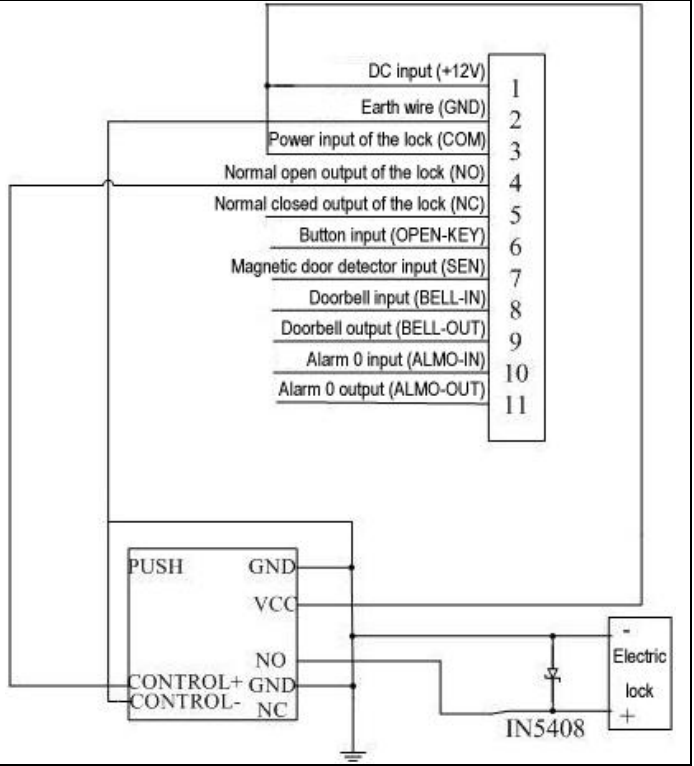 DC input (+12V)
1
Earth wire (GND)
2
Power input of the lock (COM)
3
Normal open output of the lock (NO)
4
Normal closed output of the lock (NC)
5
Button input (OPEN-KEY)
6
Magnetic door detector input (SEN)
7
Doorbell input (BELL-IN)
8
Doorbell output (BELL-OUT)
9
Alarm 0 input (ALMO-IN)
10
Alarm 0 output (ALMO-OUT)
11
PUSH
GND
VCC
NO
CONTROL+
GND
CONTROL-
NC
-
Electric
lock
+
IN5408